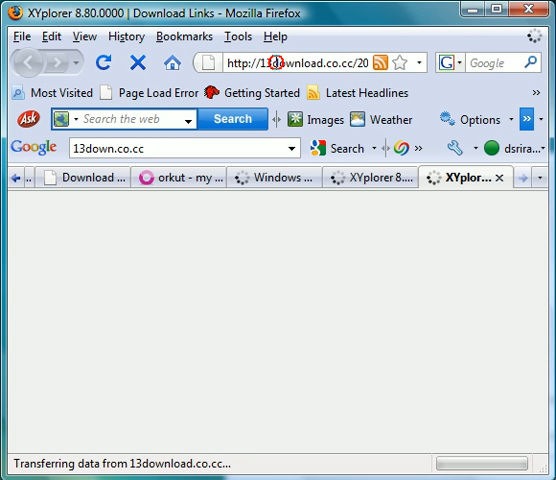 XYplorer 8.80.0000 | Download Links - Mozilla Firefox
File Edit View History Bookmarks Tools Help
http://13download.co.cc/20 G Google
Most Visited Page Load Error Getting Started Latest Headlines »
Ask Search the web Search Images Weather Options »
Google 13down.co.cc Search » dsrira...
.. Download ... orkut - my ... Windows ... XYplorer 8.... XYplor...
Transferring data from 13download.co.cc...